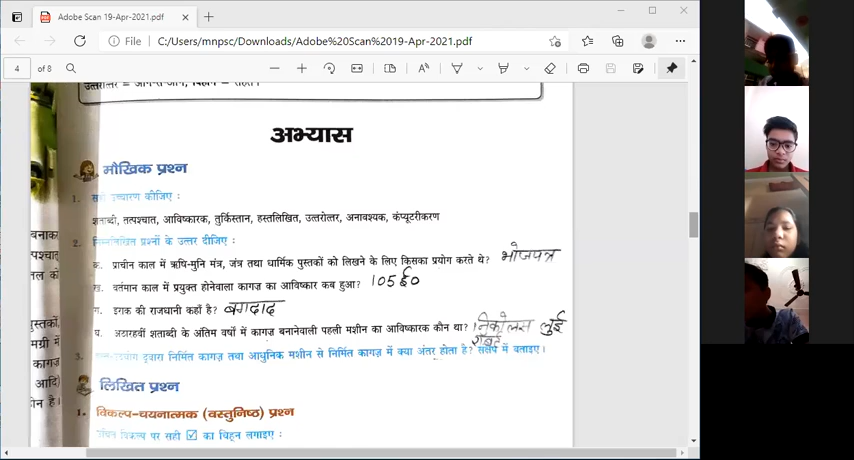 Adobe Scan 19-Apr-2021.pdf
File C:/Users/mnpsc/Downloads/Adobe%20Scan%2019-Apr-2021.pdf
4 of 8
अभ्यास
मौखिक प्रश्न
1. सही उच्चारण कीजिए :
शताब्दी, तत्पश्चात, आविष्कारक, तुर्किस्तान, हस्तलिखित, उत्तरोत्तर, अनावश्यक, कंप्यूटरीकरण
2. निम्नलिखित प्रश्नों के उत्तर दीजिए :
क. प्राचीन काल में ऋषि-मुनि मंत्र, जंत्र तथा धार्मिक पुस्तकों को लिखने के लिए किसका प्रयोग करते थे? भोजपत्र
ख. वर्तमान काल में प्रयुक्त होनेवाला कागज का आविष्कार कब हुआ? 105 ई०
ग. इराक की राजधानी कहाँ है? बगदाद
घ. अठारहवीं शताब्दी के अंतिम वर्षों में कागज़ बनानेवाली पहली मशीन का आविष्कारक कौन था? निकोलस लुई
3. द्वारा निर्मित कागज़ तथा आधुनिक मशीन से निर्मित कागज़ में क्या अंतर होता है? संक्षेप में बताइए।
लिखित प्रश्न
1. विकल्प-चयनात्मक (वस्तुनिष्ठ) प्रश्न
उचित विकल्प पर सही ☑ का चिह्न लगाइए :